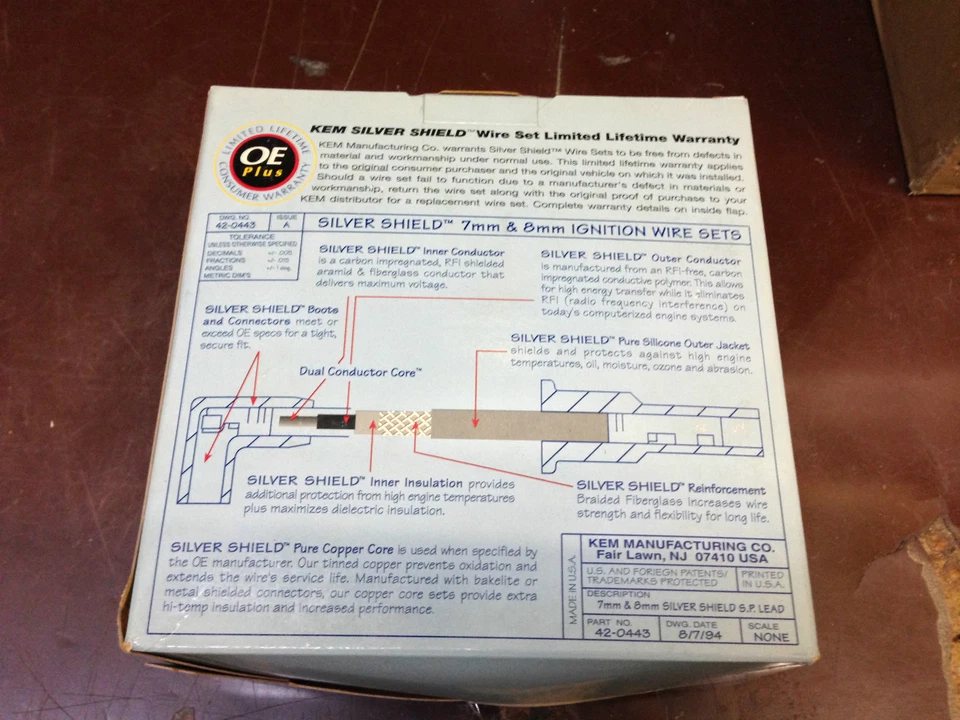 LIMITED LIFETIME
OE
Plus
CONSUMER WARRANTY
KEM SILVER SHIELD™ Wire Set Limited Lifetime Warranty
KEM Manufacturing Co. warrants Silver Shield™ Wire Sets to be free from defects in
material and workmanship under normal use. This limited lifetime warranty applies
to the original consumer purchaser and the original vehicle on which it was installed.
Should a wire set fail to function due to a manufacturer's defect in materials or
workmanship, return the wire set along with the original proof of purchase to your
KEM distributor for a replacement wire set. Complete warranty details on inside flap.
DWG. NO.
42-0443
ISSUE
A
SILVER SHIELD™ 7mm & 8mm IGNITION WIRE SETS
TOLERANCE
UNLESS OTHERWISE SPECIFIED
DECIMALS +/- .005
FRACTIONS +/- .015
ANGLES +/- 1 deg.
METRIC DIM'S
SILVER SHIELD™ Inner Conductor
is a carbon impregnated, RFI shielded
aramid & fiberglass conductor that
delivers maximum voltage.
SILVER SHIELD™ Outer Conductor
is manufactured from an RFI-free, carbon
impregnated conductive polymer. This allows
for high energy transfer while it eliminates
RFI (radio frequency interference) on
today's computerized engine systems.
SILVER SHIELD™ Boots
and Connectors meet or
exceed OE specs for a tight,
secure fit.
SILVER SHIELD™ Pure Silicone Outer Jacket
shields and protects against high engine
temperatures, oil, moisture, ozone and abrasion.
Dual Conductor Core™
SILVER SHIELD™ Inner Insulation provides
additional protection from high engine temperatures
plus maximizes dielectric insulation.
SILVER SHIELD™ Reinforcement
Braided Fiberglass increases wire
strength and flexibility for long life.
SILVER SHIELD™ Pure Copper Core is used when specified by
the OE manufacturer. Our tinned copper prevents oxidation and
extends the wire's service life. Manufactured with bakelite or
metal shielded connectors, our copper core sets provide extra
hi-temp insulation and increased performance.
MADE IN U.S.A.
KEM MANUFACTURING CO.
Fair Lawn, NJ 07410 USA
U.S. AND FORIEGN PATENTS/
TRADEMARKS PROTECTED
PRINTED
IN U.S.A.
DESCRIPTION
7mm & 8mm SILVER SHIELD S.P. LEAD
PART NO.
42-0443
DWG. DATE
8/7/94
SCALE
NONE